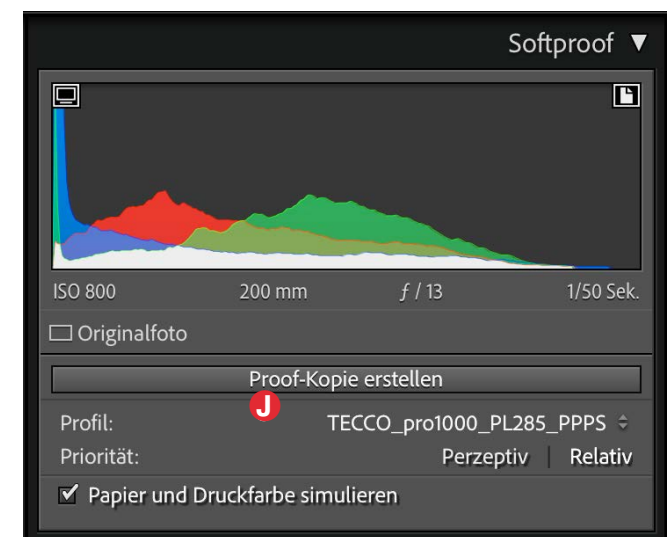 Softproof ▼
ISO 800 200 mm ƒ / 13 1/50 Sek.
Originalfoto
Proof-Kopie erstellen
J
Profil: TECCO_pro1000_PL285_PPPS
Priorität: Perzeptiv | Relativ
Papier und Druckfarbe simulieren